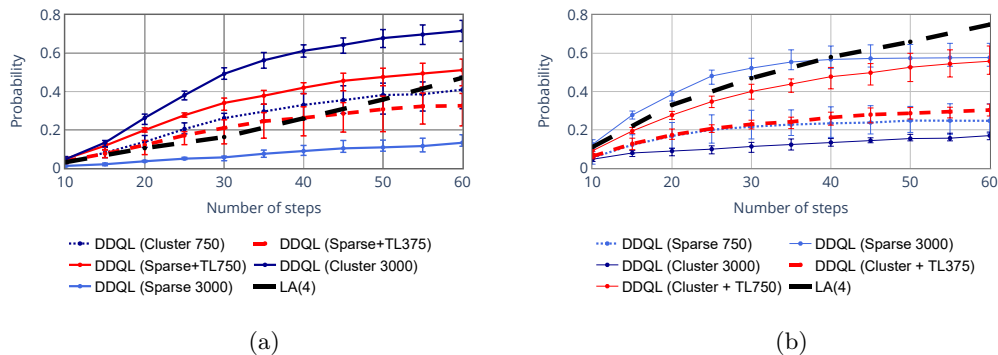 0.8
0.6
0.4
0.2
0
Probability
10 20 30 40 50 60
Number of steps
DDQL (Cluster 750) DDQL (Sparse+TL375)
DDQL (Sparse+TL750) DDQL (Cluster 3000)
DDQL (Sparse 3000) LA(4)
(a)
0.8
0.6
0.4
0.2
0
Probability
10 20 30 40 50 60
Number of steps
DDQL (Sparse 750) DDQL (Sparse 3000)
DDQL (Cluster 3000) DDQL (Cluster + TL375)
DDQL (Cluster + TL750) LA(4)
(b)